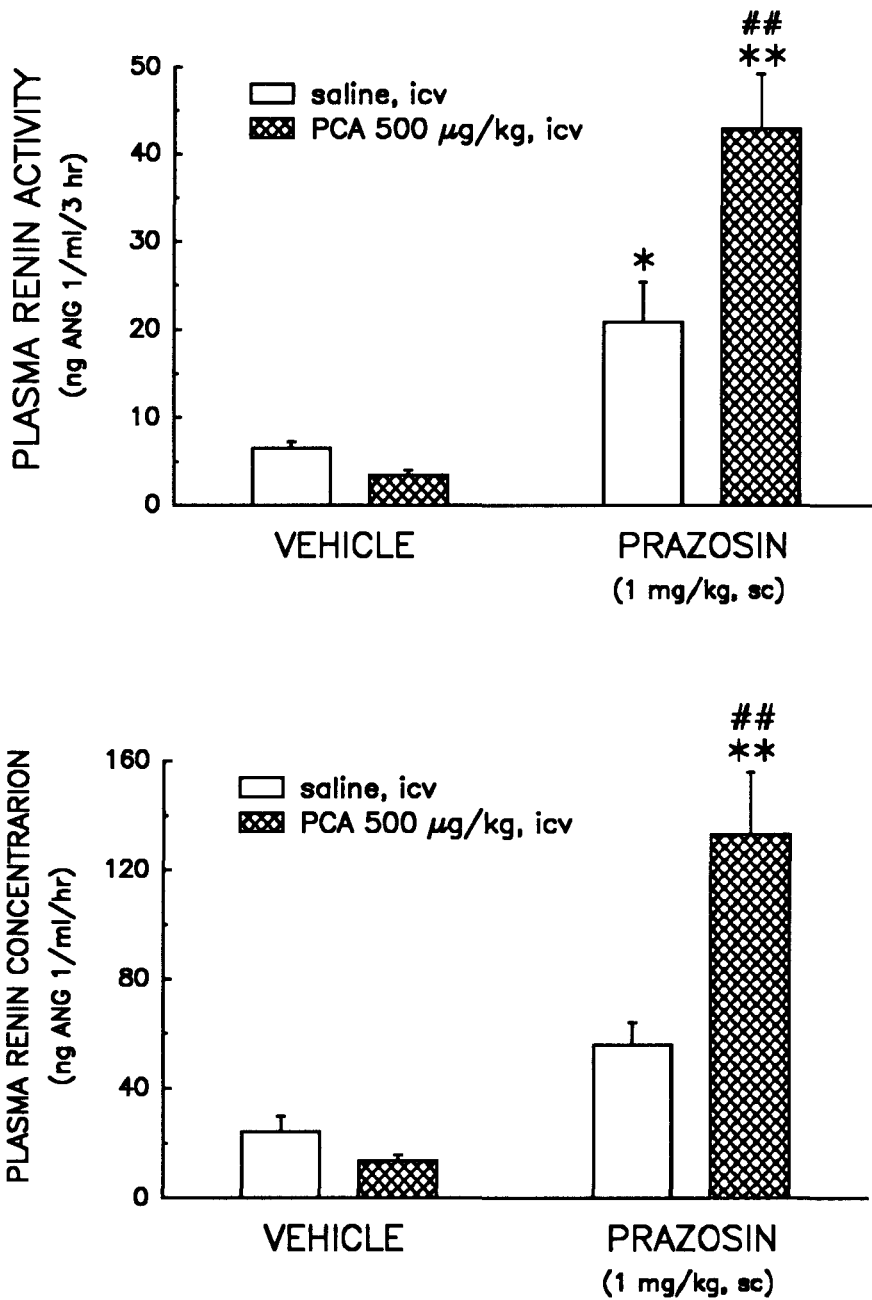 ##
**
50
40
30
20
10
0
PLASMA RENIN ACTIVITY
(ng ANG 1/ml/3 hr)
saline, icv
PCA 500 μg/kg, icv
*
VEHICLE
PRAZOSIN
(1 mg/kg, sc)
##
**
160
120
80
40
0
PLASMA RENIN CONCENTRARION
(ng ANG 1/ml/hr)
saline, icv
PCA 500 μg/kg, icv
VEHICLE
PRAZOSIN
(1 mg/kg, sc)